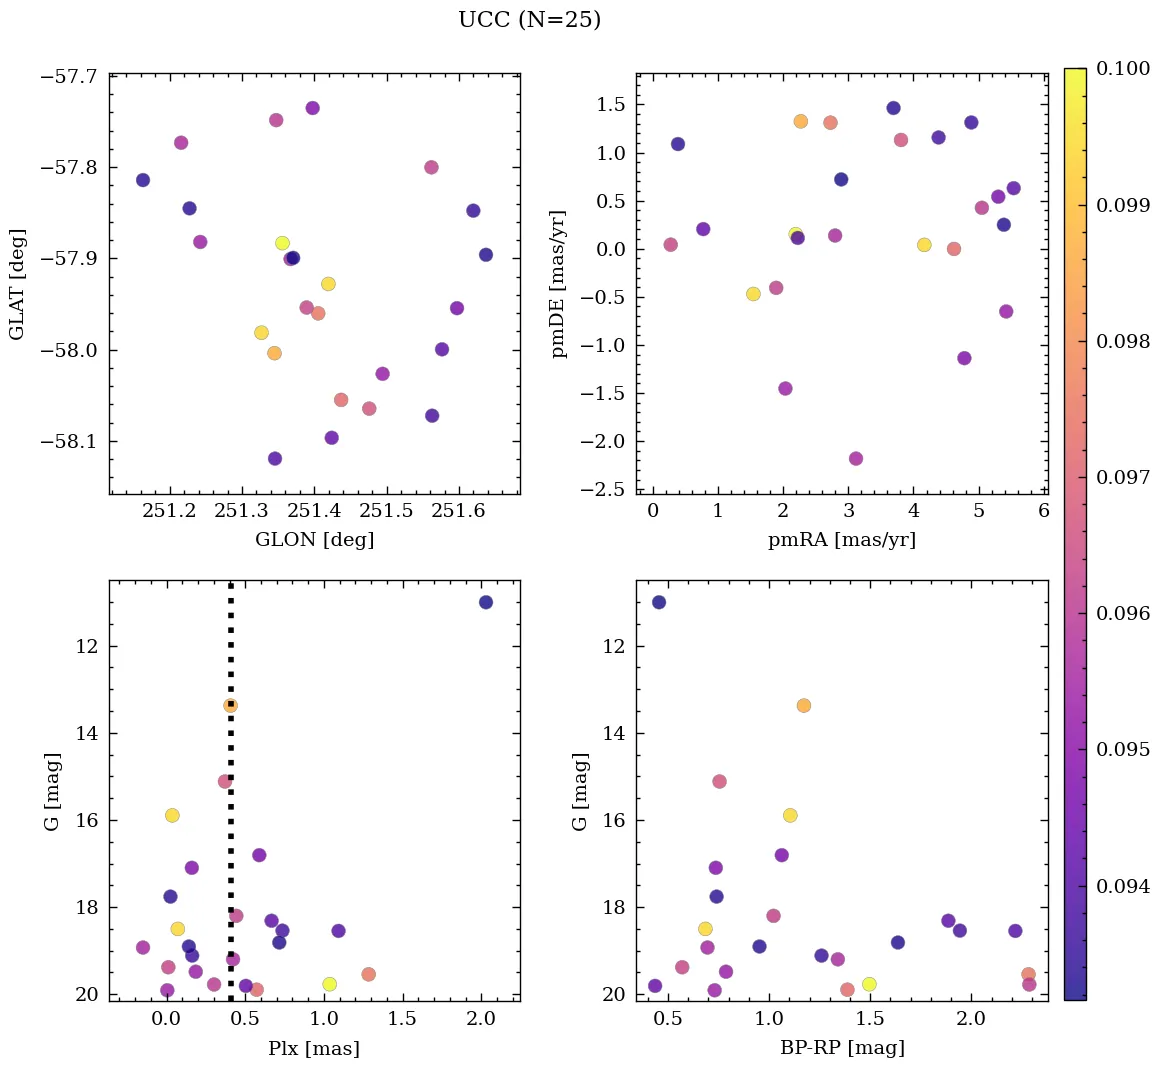 UCC (N=25)
−57.7
−57.8
−57.9
−58.0
−58.1
GLAT [deg]
251.2 251.3 251.4 251.5 251.6
GLON [deg]
1.5
1.0
0.5
0.0
−0.5
−1.0
−1.5
−2.0
−2.5
pmDE [mas/yr]
0 1 2 3 4 5 6
pmRA [mas/yr]
12
14
16
18
20
G [mag]
0.0 0.5 1.0 1.5 2.0
Plx [mas]
12
14
16
18
20
G [mag]
0.5 1.0 1.5 2.0
BP-RP [mag]
0.100
0.099
0.098
0.097
0.096
0.095
0.094